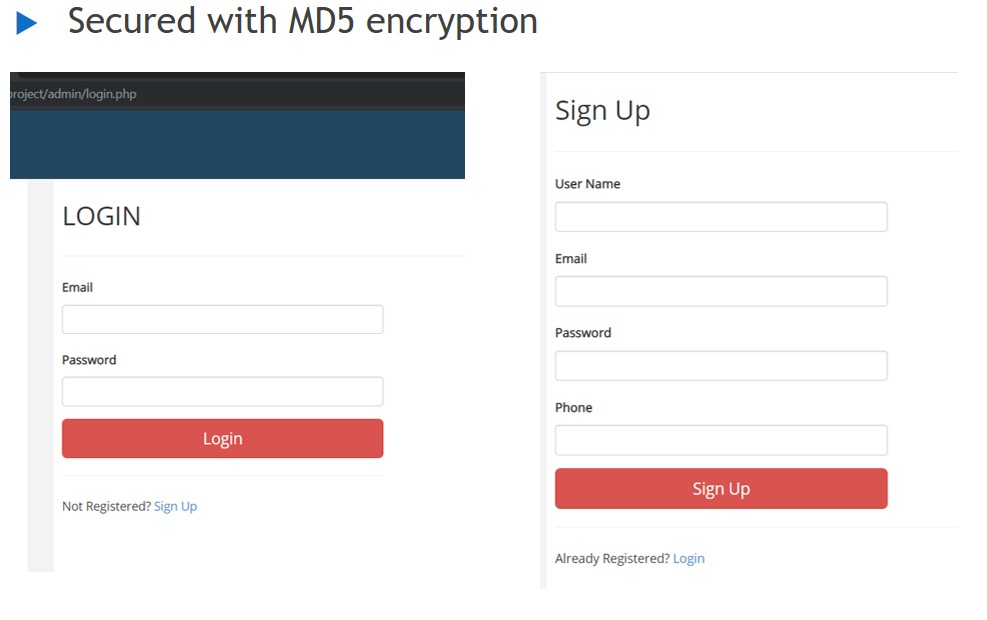 Secured with MD5 encryption
project/admin/login.php
LOGIN
Email
Password
Login
Not Registered? Sign Up
Sign Up
User Name
Email
Password
Phone
Sign Up
Already Registered? Login